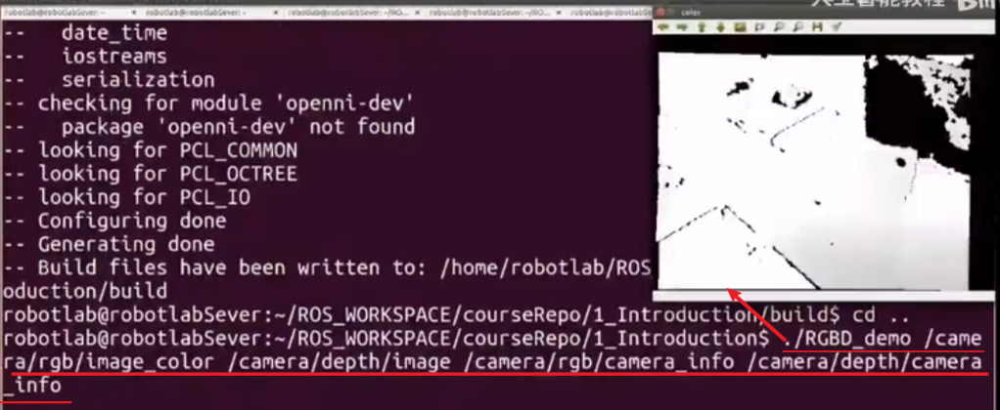 robotlab@robotlabSever:~
robotlab@robotlabSever:~
robotlab@robotlabSever:~/RO...
robotlab@robotlabSever:~/RO...
color
人工智能教程
--   date_time
--   iostreams
--   serialization
-- checking for module 'openni-dev'
--   package 'openni-dev' not found
-- looking for PCL_COMMON
-- looking for PCL_OCTREE
-- looking for PCL_IO
-- Configuring done
-- Generating done
-- Build files have been written to: /home/robotlab/ROS
oduction/build
robotlab@robotlabSever:~/ROS_WORKSPACE/courseRepo/1_Introduction/build$ cd ..
robotlab@robotlabSever:~/ROS_WORKSPACE/courseRepo/1_Introduction$ ./RGBD_demo /came
ra/rgb/image_color /camera/depth/image /camera/rgb/camera_info /camera/depth/camera
_info